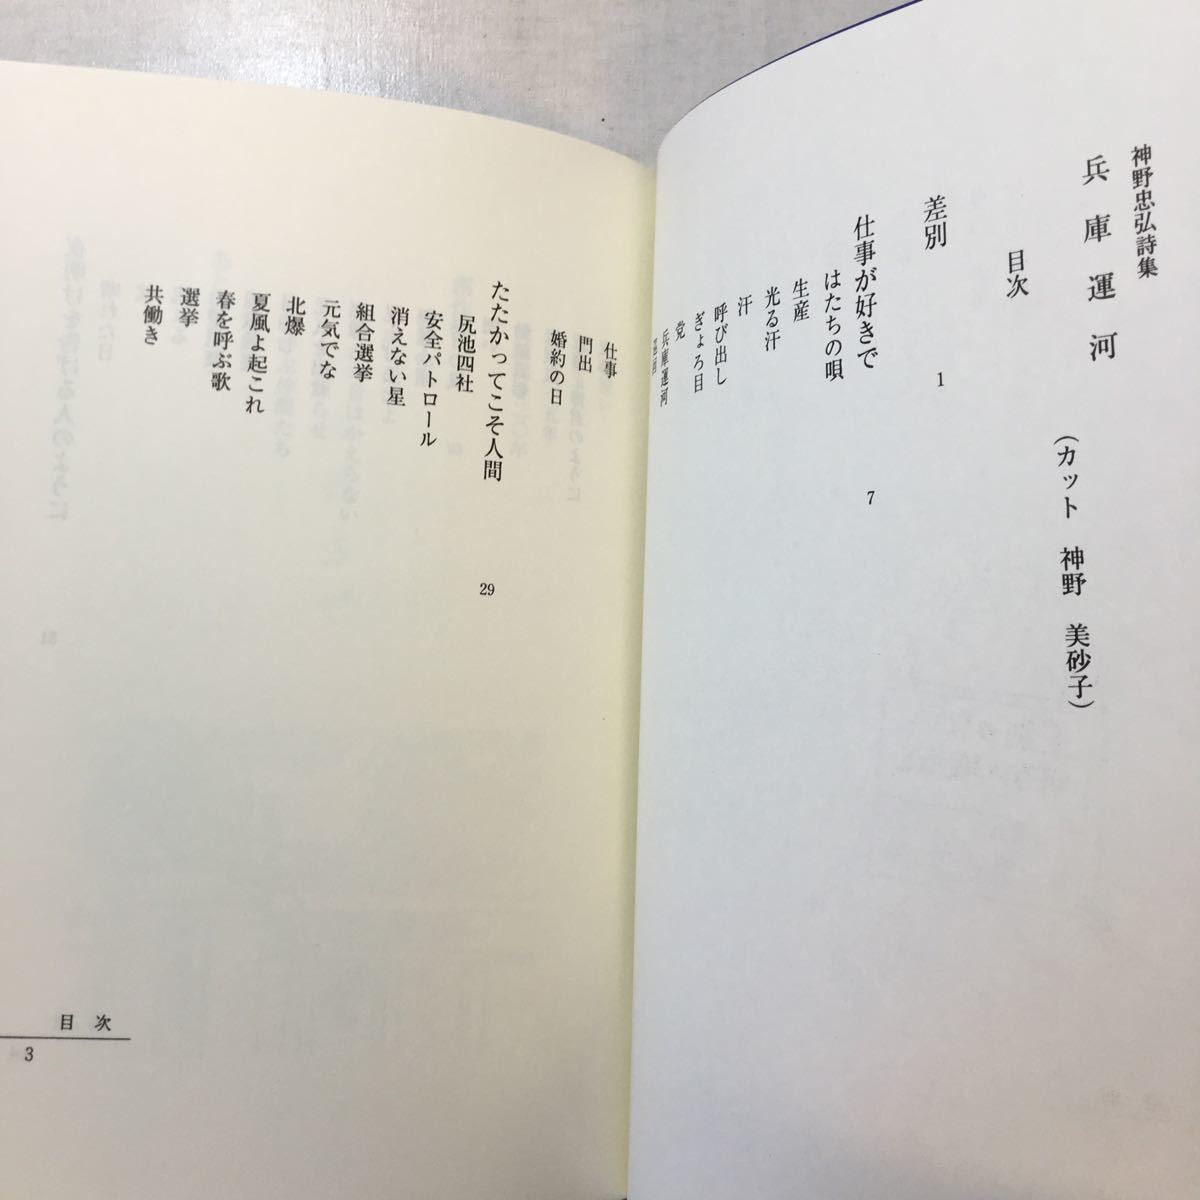 神野忠弘詩集
兵庫運河
(カット 神野 美砂子)
目次
差別 1
仕事が好きで 7
はたちの唄
生産
光る汗
汗
呼び出し
ぎょろ目
党
兵庫運河
仕事
門出
婚約の日
たたかってこそ人間 29
尻池四社
安全パトロール
消えない星
組合選挙
元気でな
北爆
夏風よ起これ
春を呼ぶ歌
選挙
共働き
目次
3